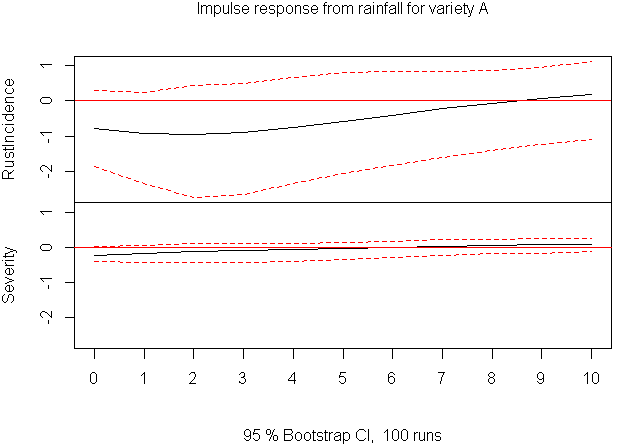 Impulse response from rainfall for variety A
RustIncidence
1
0
-1
-2
Severity
1
0
-1
-2
0 1 2 3 4 5 6 7 8 9 10
95 % Bootstrap CI, 100 runs